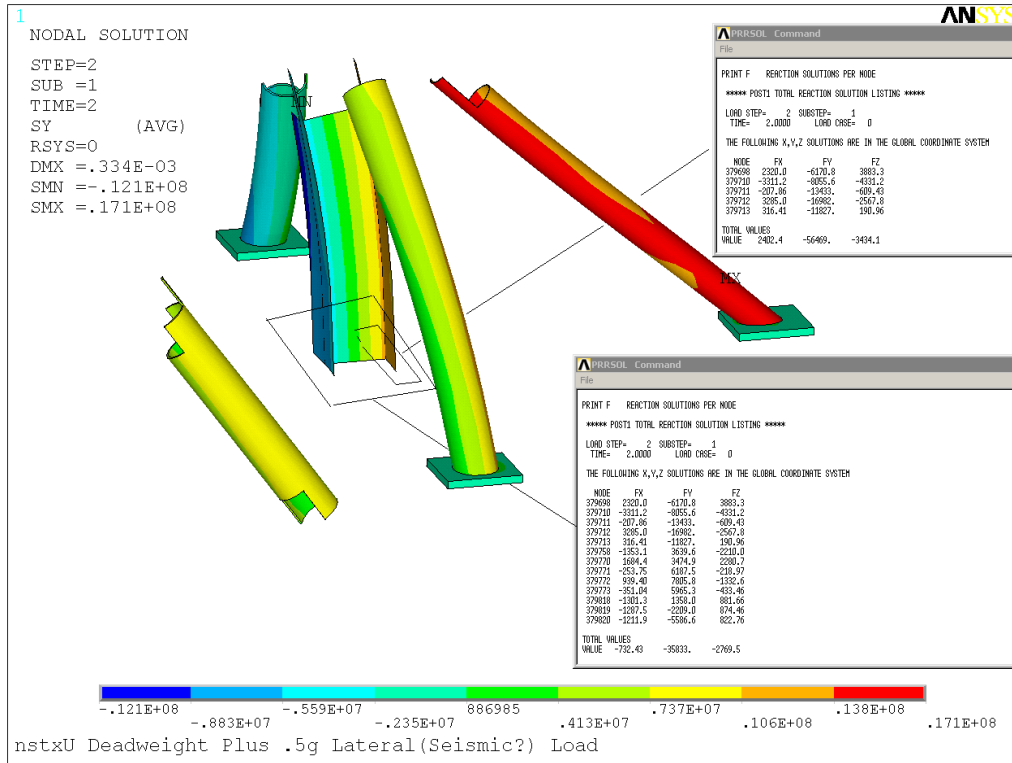 1
ANSYS
NODAL SOLUTION
STEP=2
SUB =1
TIME=2
SY (AVG)
RSYS=0
DMX =.334E-03
SMN =-.121E+08
SMX =.171E+08
MX
PRRSOL Command
File
PRINT F REACTION SOLUTIONS PER NODE
***** POST1 TOTAL REACTION SOLUTION LISTING *****
LOAD STEP= 2 SUBSTEP= 1
TIME= 2.0000 LOAD CASE= 0
THE FOLLOWING X,Y,Z SOLUTIONS ARE IN THE GLOBAL COORDINATE SYSTEM
NODE FX FY FZ
379698 2320.0 -6170.8 3883.3
379710 -3311.2 -8055.6 -4331.2
379711 -207.86 -13433. -609.43
379712 3285.0 -16982. -2567.8
379713 316.41 -11827. 190.96
TOTAL VALUES
VALUE 2402.4 -56469. -3434.1
PRRSOL Command
File
PRINT F REACTION SOLUTIONS PER NODE
***** POST1 TOTAL REACTION SOLUTION LISTING *****
LOAD STEP= 2 SUBSTEP= 1
TIME= 2.0000 LOAD CASE= 0
THE FOLLOWING X,Y,Z SOLUTIONS ARE IN THE GLOBAL COORDINATE SYSTEM
NODE FX FY FZ
379698 2320.0 -6170.8 3883.3
379710 -3311.2 -8055.6 -4331.2
379711 -207.86 -13433. -609.43
379712 3285.0 -16982. -2567.8
379713 316.41 -11827. 190.96
379758 -1353.1 3639.6 -2210.0
379770 1684.4 3474.9 2280.7
379771 -253.75 6187.5 -218.97
379772 939.40 7805.8 -1332.6
379773 -351.04 5965.3 -433.46
379818 -1301.3 1358.0 881.66
379819 -1287.5 -2209.0 874.46
379820 -1211.9 -5586.6 822.76
TOTAL VALUES
VALUE -732.43 -35833. -2769.5
-.121E+08 -.559E+07 886985 .737E+07 .138E+08
-.883E+07 -.235E+07 .413E+07 .106E+08 .171E+08
nstxU Deadweight Plus .5g Lateral(Seismic?) Load